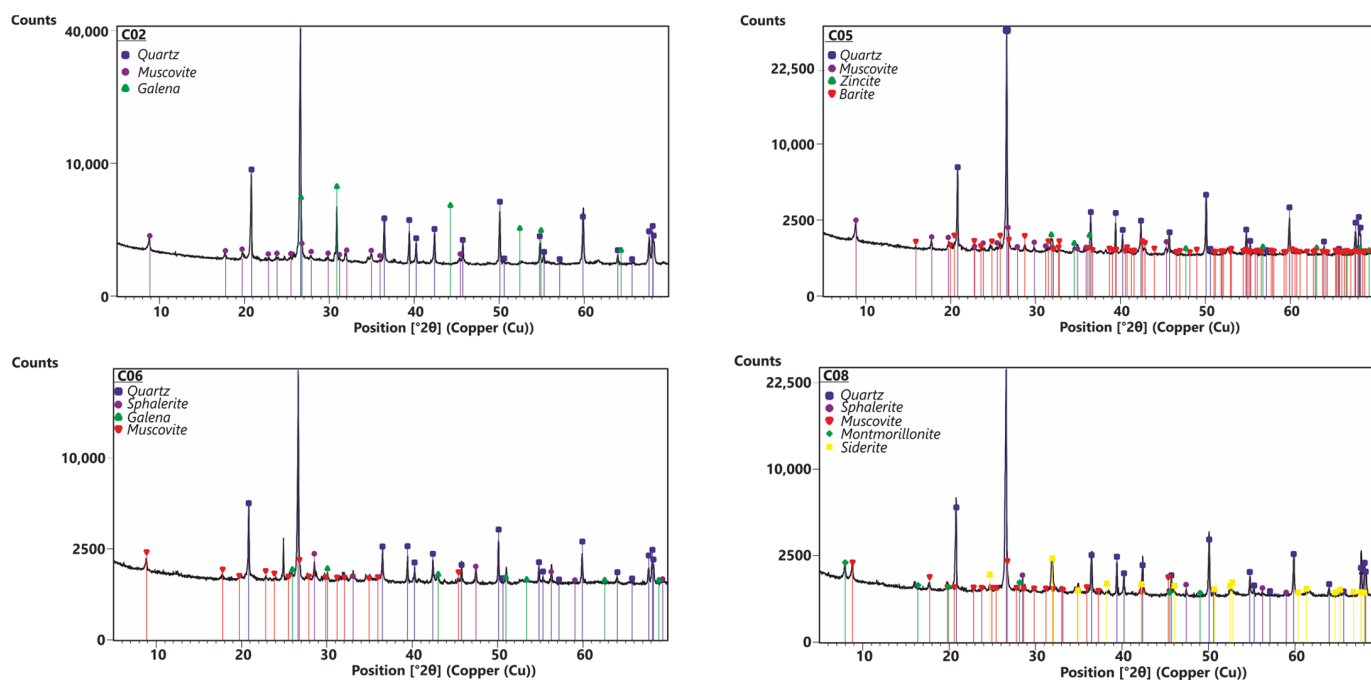 Counts
40,000
10,000
0
C02
Quartz
Muscovite
Galena
10 20 30 40 50 60
Position [°2θ] (Copper (Cu))
Counts
22,500
10,000
2500
0
C05
Quartz
Muscovite
Zincite
Barite
10 20 30 40 50 60
Position [°2θ] (Copper (Cu))
Counts
10,000
2500
0
C06
Quartz
Sphalerite
Galena
Muscovite
10 20 30 40 50 60
Position [°2θ] (Copper (Cu))
Counts
22,500
10,000
2500
0
C08
Quartz
Sphalerite
Muscovite
Montmorillonite
Siderite
10 20 30 40 50 60
Position [°2θ] (Copper (Cu))